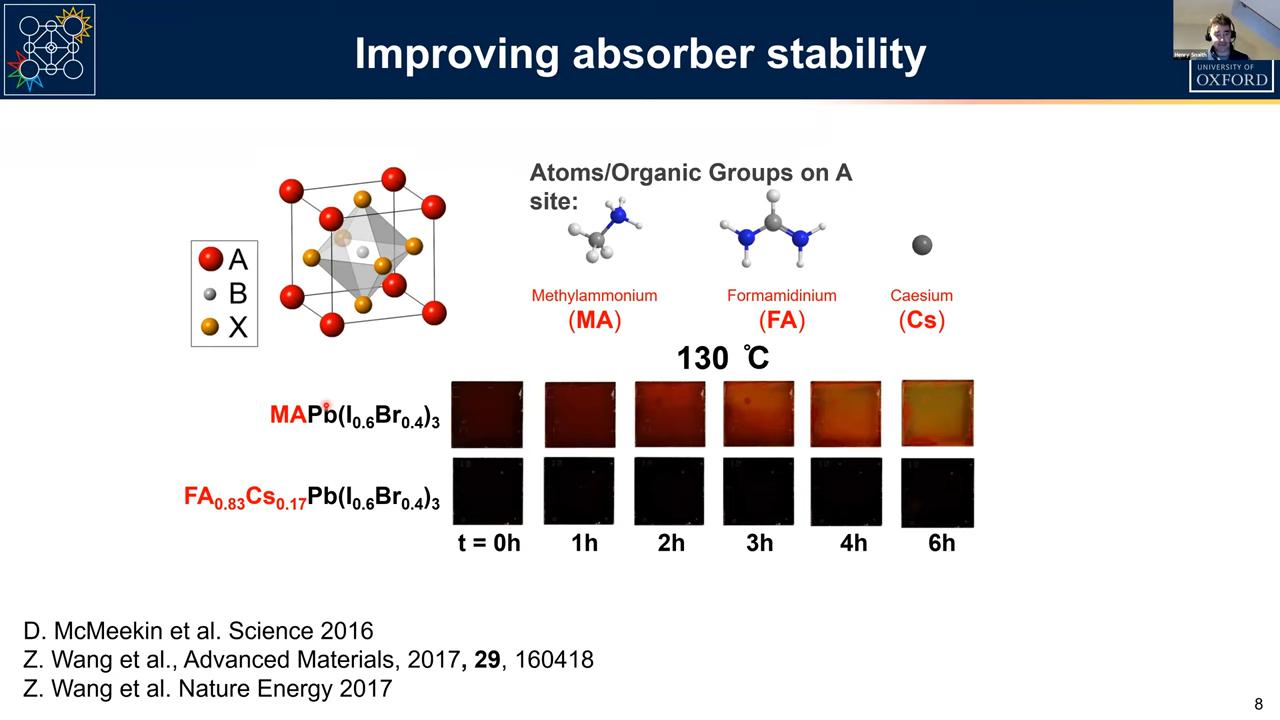 Improving absorber stability
Henry Snaith
UNIVERSITY OF
OXFORD
Atoms/Organic Groups on A
site:
A
B
X
Methylammonium
(MA)
Formamidinium
(FA)
Caesium
(Cs)
130 °C
MAPb(I0.6Br0.4)3
FA0.83Cs0.17Pb(I0.6Br0.4)3
t = 0h 1h 2h 3h 4h 6h
D. McMeekin et al. Science 2016
Z. Wang et al., Advanced Materials, 2017, 29, 160418
Z. Wang et al. Nature Energy 2017
8